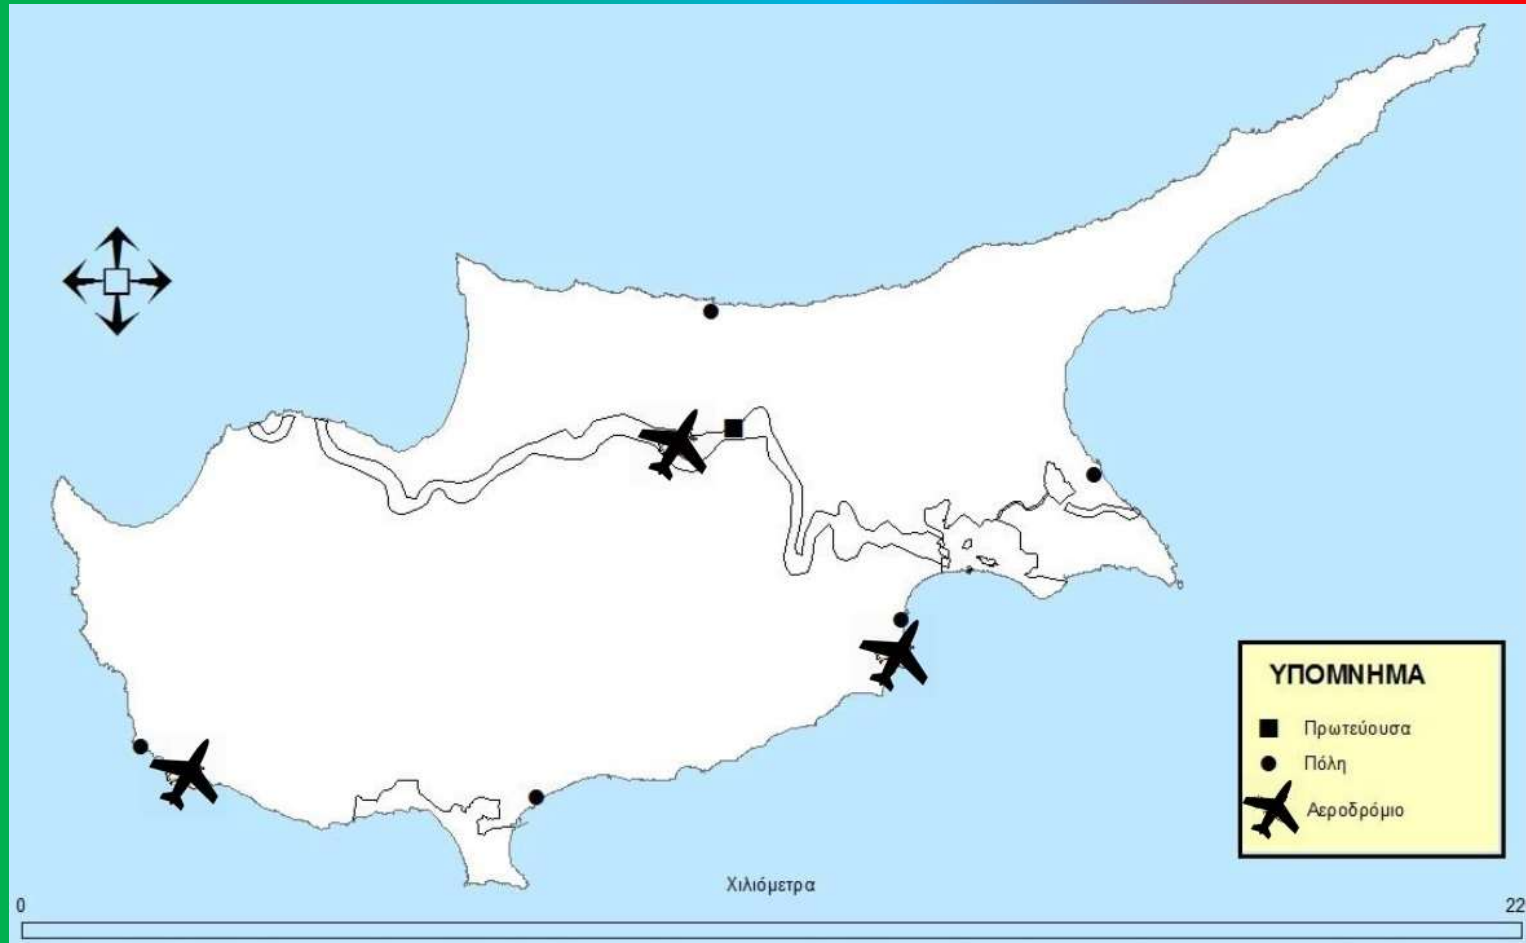 ΥΠΟΜΝΗΜΑ
Πρωτεύουσα
Πόλη
Αεροδρόμιο
Χιλιόμετρα
0
22